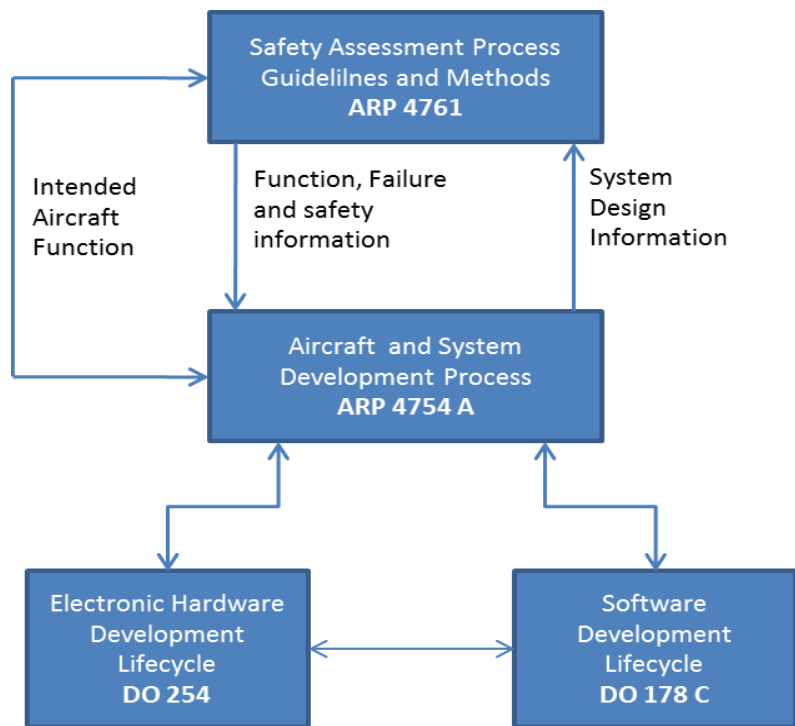 Safety Assessment Process
Guidelilnes and Methods
ARP 4761
Intended
Aircraft
Function
Function, Failure
and safety
information
System
Design
Information
Aircraft and System
Development Process
ARP 4754 A
Electronic Hardware
Development
Lifecycle
DO 254
Software
Development
Lifecycle
DO 178 C